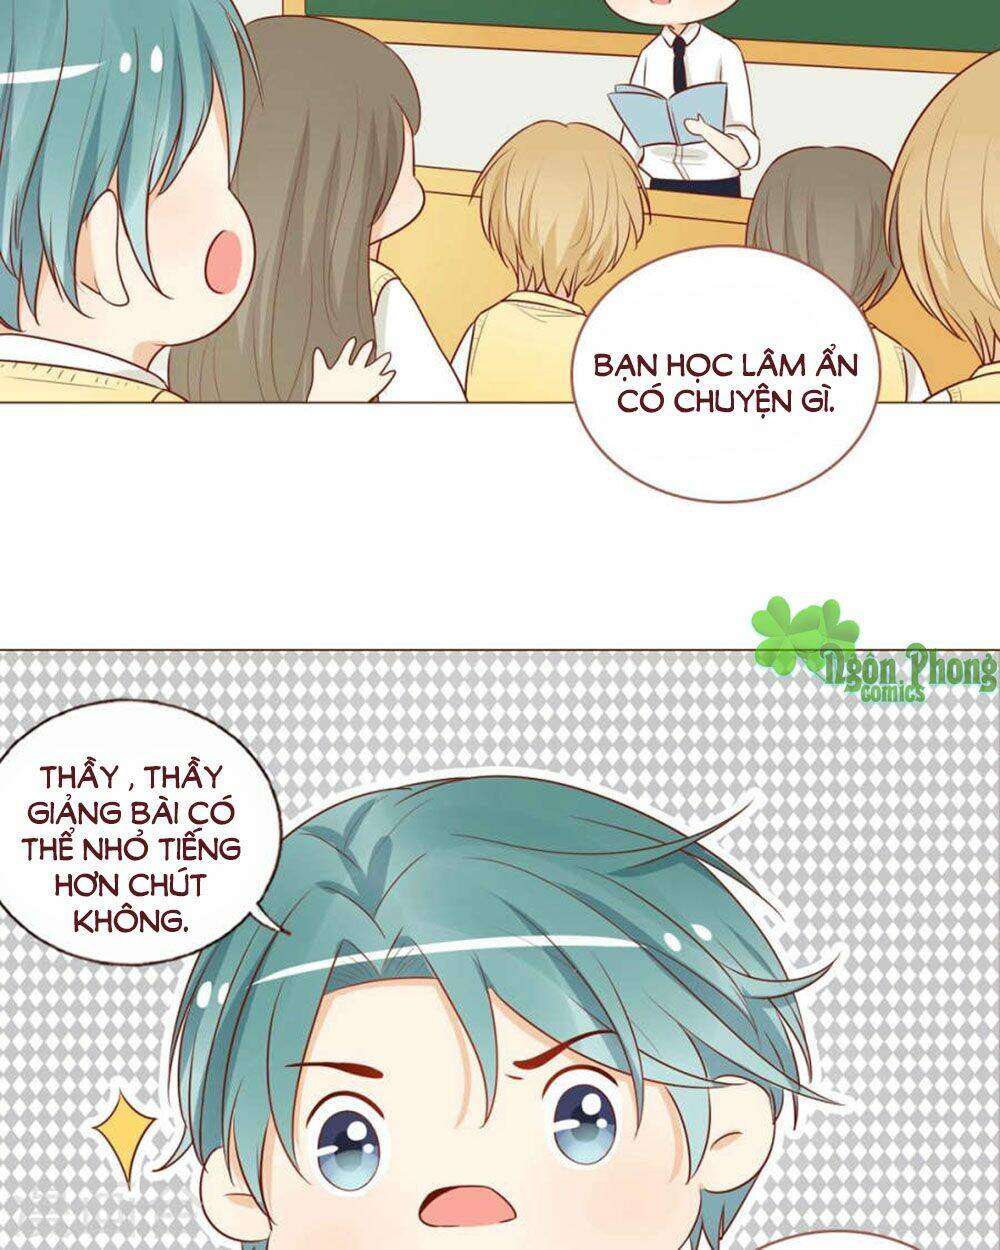 BẠN HỌC LÂM ẨN
CÓ CHUYỆN GÌ.
Ngôn Phong
comics
THẦY , THẦY
GIẢNG BÀI CÓ
THỂ NHỎ TIẾNG
HƠN CHÚT
KHÔNG.